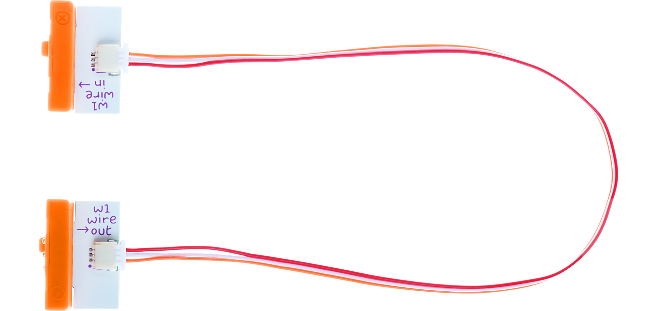 ← in
wire
w1
w1
wire
→ out